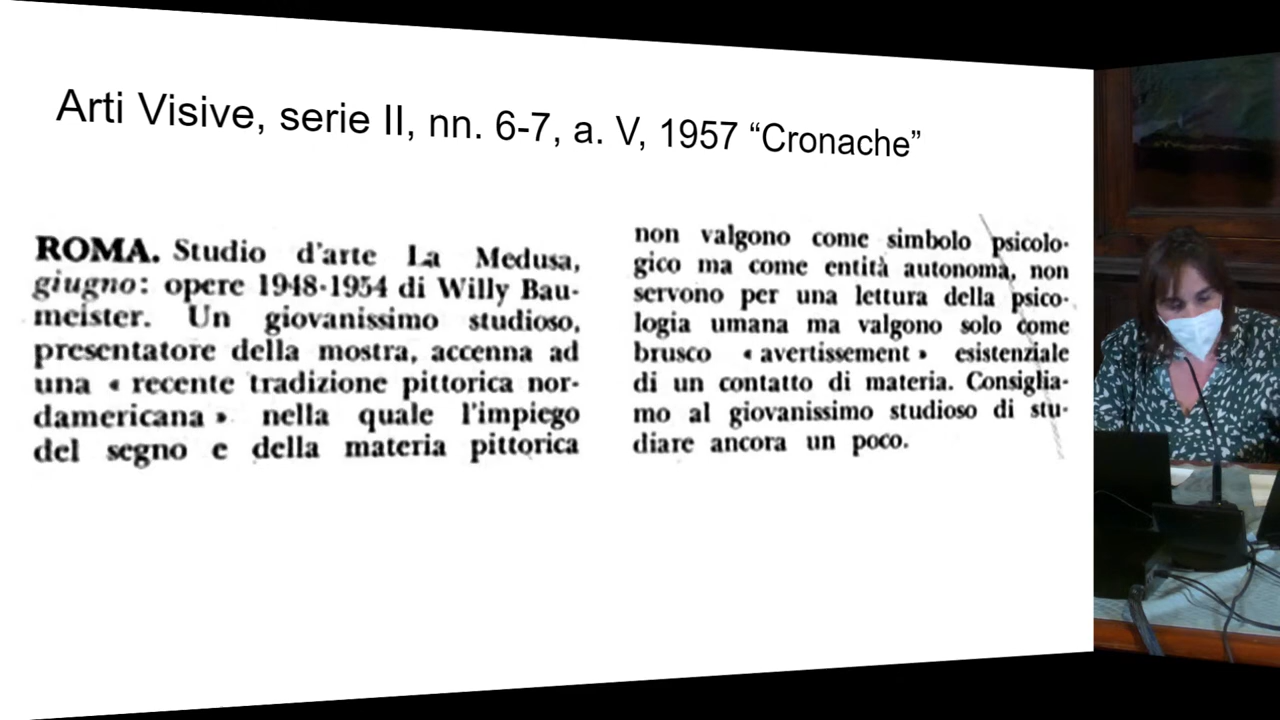 Arti Visive, serie II, nn. 6-7, a. V, 1957 “Cronache”
ROMA. Studio d'arte La Medusa,
giugno: opere 1948-1954 di Willy Bau-
meister. Un giovanissimo studioso,
presentatore della mostra, accenna ad
una « recente tradizione pittorica nor-
damericana » nella quale l'impiego
del segno e della materia pittorica
non valgono come simbolo psicolo-
gico ma come entità autonoma, non
servono per una lettura della psico-
logia umana ma valgono solo come
brusco « avertissement » esistenziale
di un contatto di materia. Consiglia-
mo al giovanissimo studioso di stu-
diare ancora un poco.